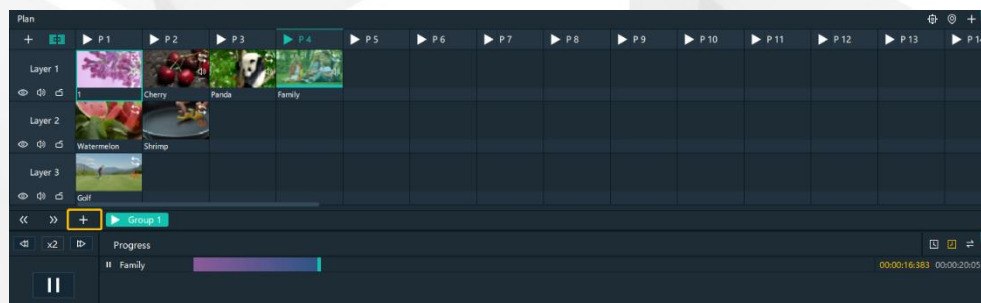 Plan
+
P 1 P 2 P 3 P 4 P 5 P 6 P 7 P 8 P 9 P 10 P 11 P 12 P 13
Layer 1
1 Cherry Panda Family
Layer 2
Watermelon Shrimp
Layer 3
Golf
+ Group 1
x2 Progress
Family 00:00:16:383 00:00:20:05